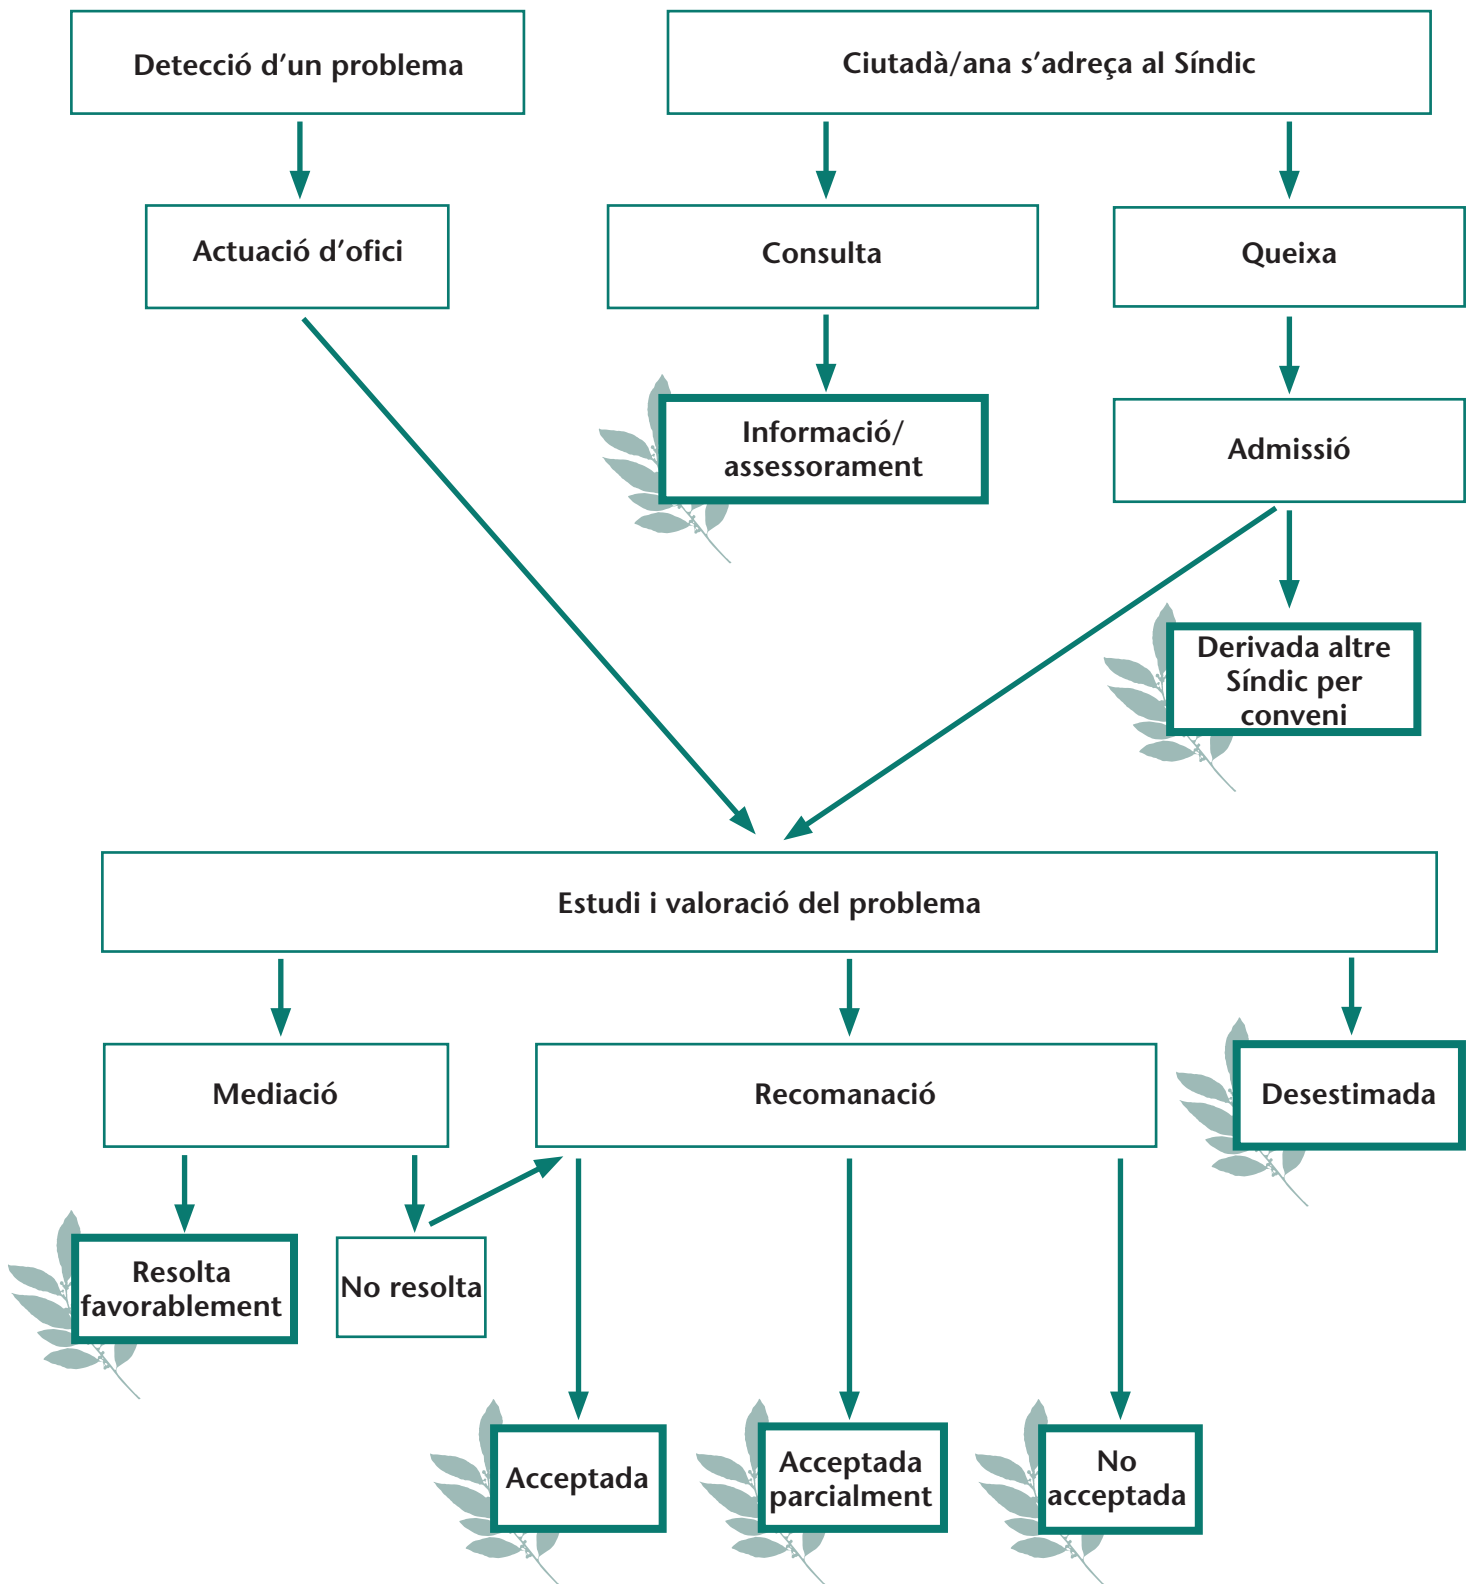 Detecció d’un problema
Ciutadà/ana s’adreça al Síndic
Actuació d’ofici
Consulta
Queixa
Informació/
assessorament
Admissió
Derivada altre
Síndic per
conveni
Estudi i valoració del problema
Mediació
Recomanació
Desestimada
Resolta
favorablement
No resolta
Acceptada
Acceptada
parcialment
No
acceptada